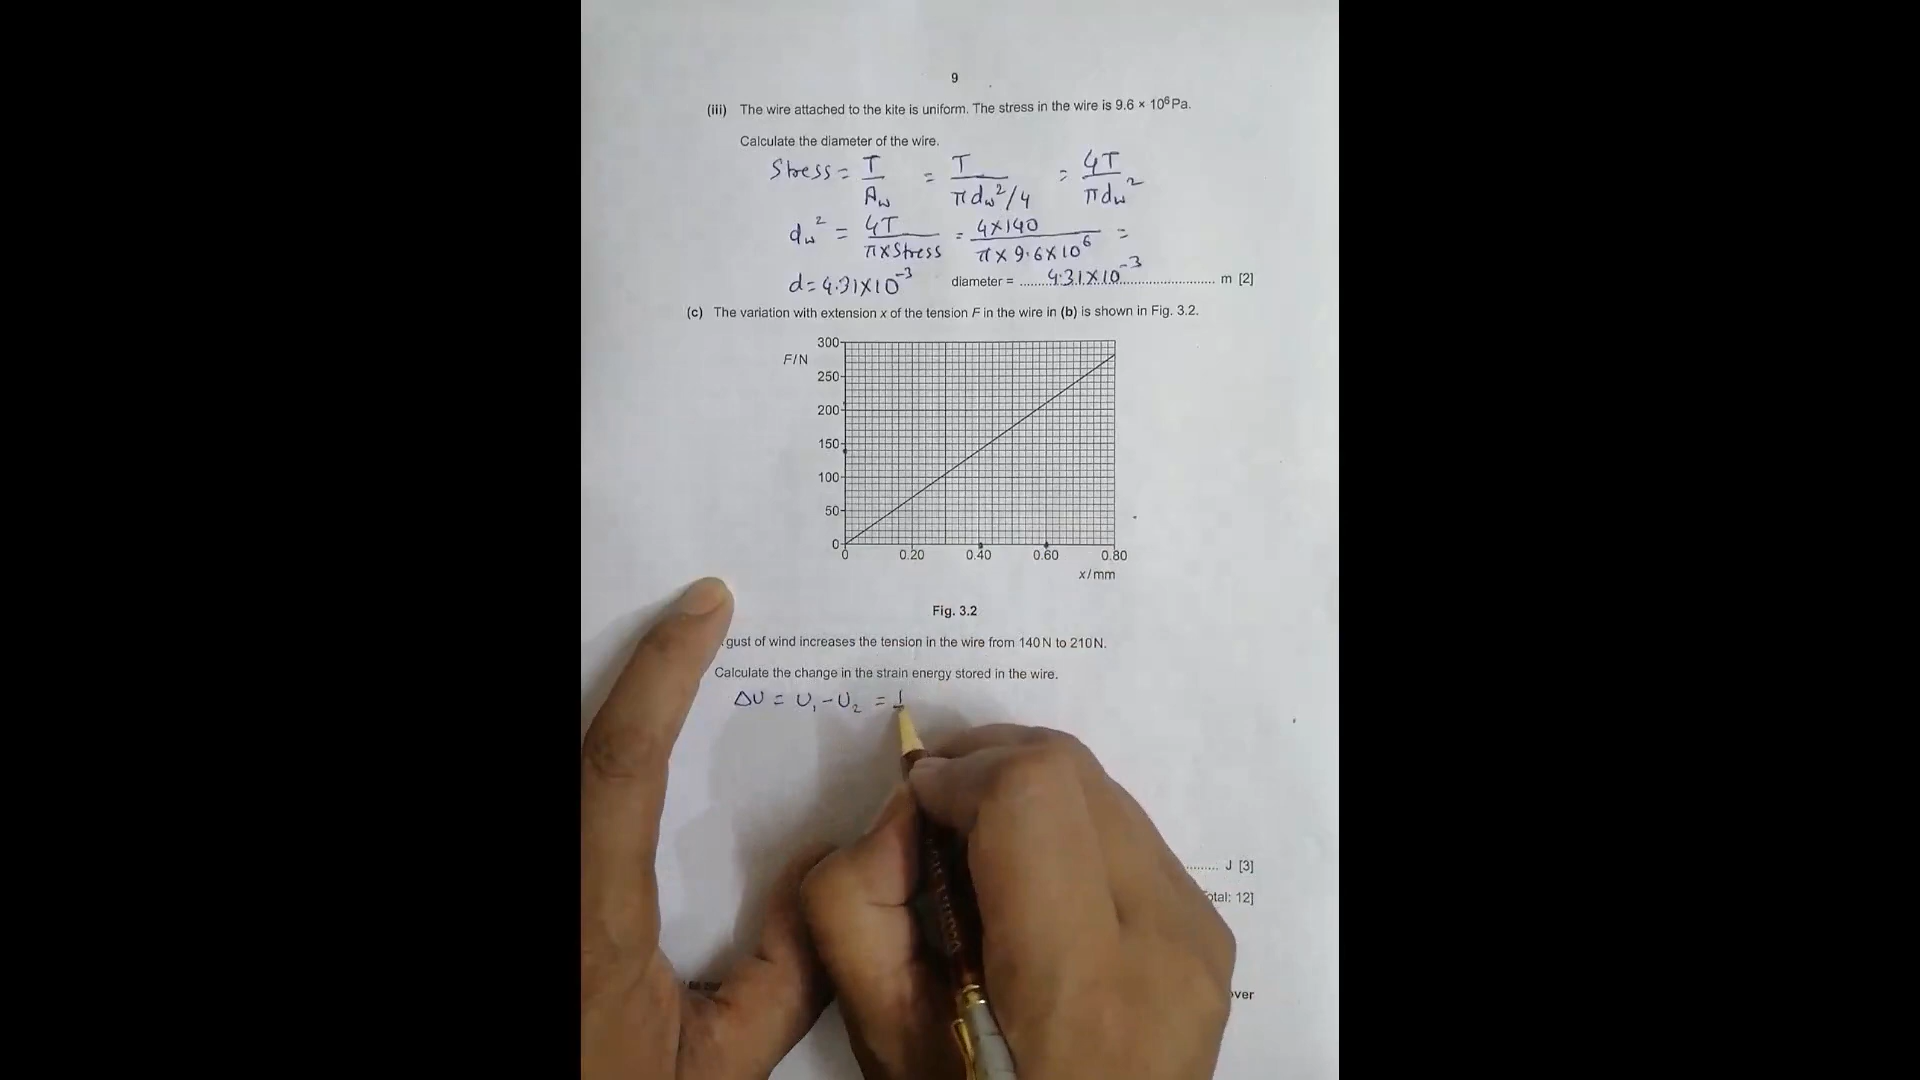 9
(iii) The wire attached to the kite is uniform. The stress in the wire is 9.6 × 10⁶ Pa.
Calculate the diameter of the wire.
Stress = T/A_w = T/(πd_w²/4) = 4T/πd_w²
d_w² = 4T/(π×Stress) = 4×140/(π×9.6×10⁶) =
d = 4.31×10⁻³ diameter = ....4.31×10⁻³.... m [2]
(c) The variation with extension x of the tension F in the wire in (b) is shown in Fig. 3.2.
300
F/N
250
200
150
100
50
0
0 0.20 0.40 0.60 0.80
x/mm
Fig. 3.2
gust of wind increases the tension in the wire from 140 N to 210 N.
Calculate the change in the strain energy stored in the wire.
ΔU = U₁ − U₂ = 1
......... J [3]
otal: 12]
ver